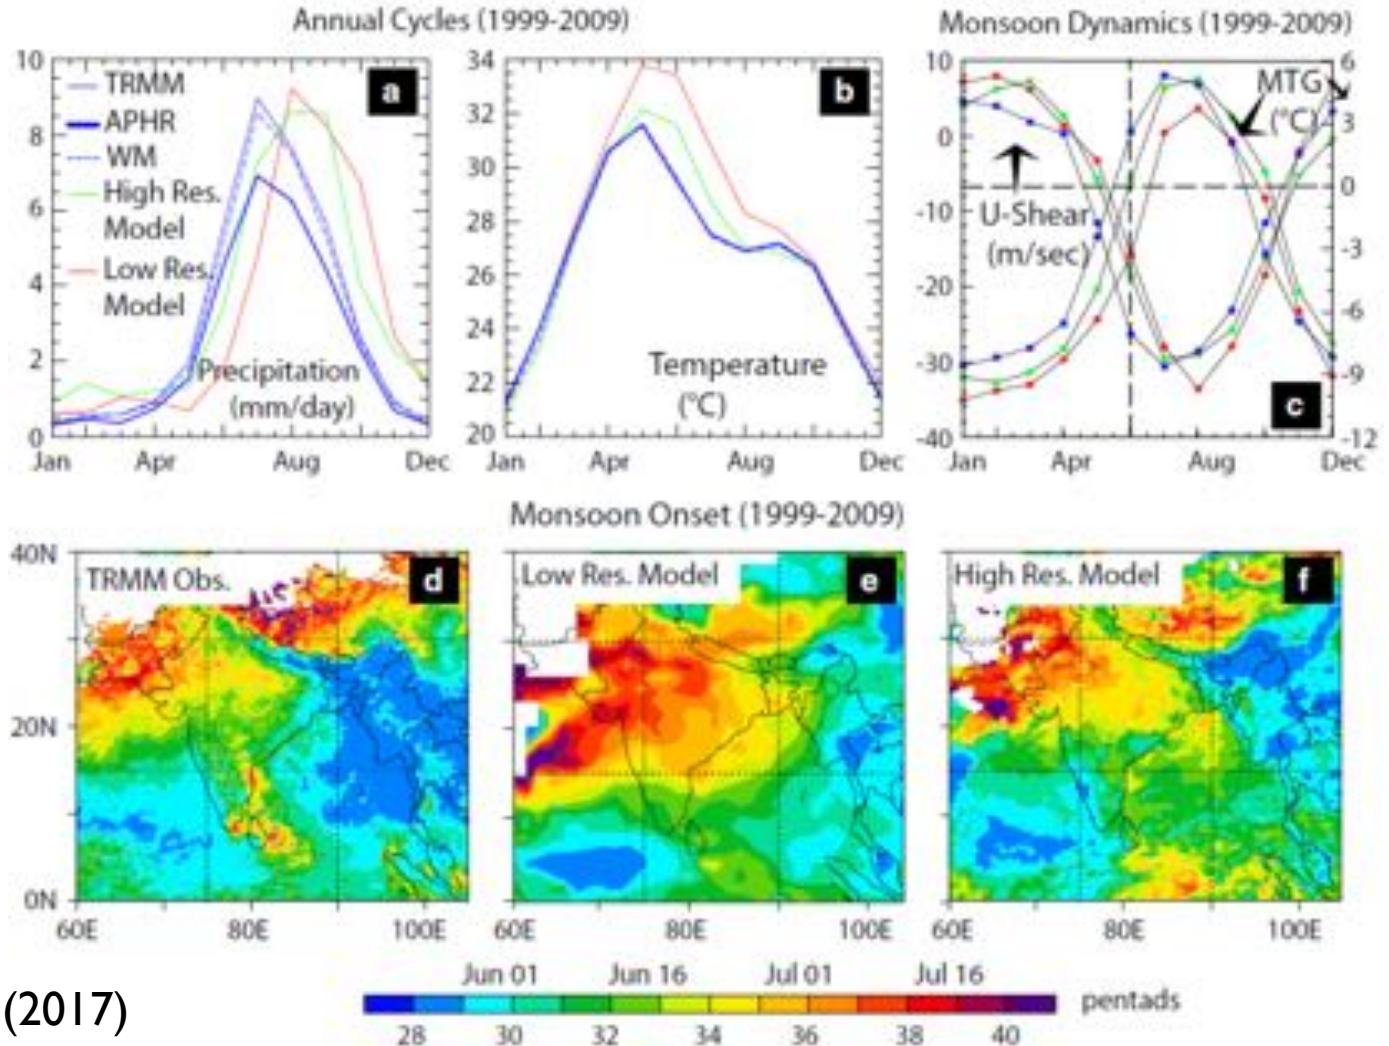 Annual Cycles (1999-2009)
Monsoon Dynamics (1999-2009)
10
8
6
4
2
0
TRMM
APHR
WM
High Res.
Model
Low Res.
Model
a
Precipitation
(mm/day)
Jan
Apr
Aug
Dec
34
32
30
28
26
24
22
20
b
Temperature
(°C)
Jan
Apr
Aug
Dec
10
0
-10
-20
-30
-40
6
3
0
-3
-6
-9
-12
MTG
(°C)
U-Shear
(m/sec)
c
Jan
Apr
Aug
Dec
Monsoon Onset (1999-2009)
40N
20N
0N
TRMM Obs.
d
Low Res. Model
e
High Res. Model
f
60E
80E
100E
60E
80E
100E
60E
80E
100E
Jun 01
Jun 16
Jul 01
Jul 16
pentads
28
30
32
34
36
38
40
(2017)